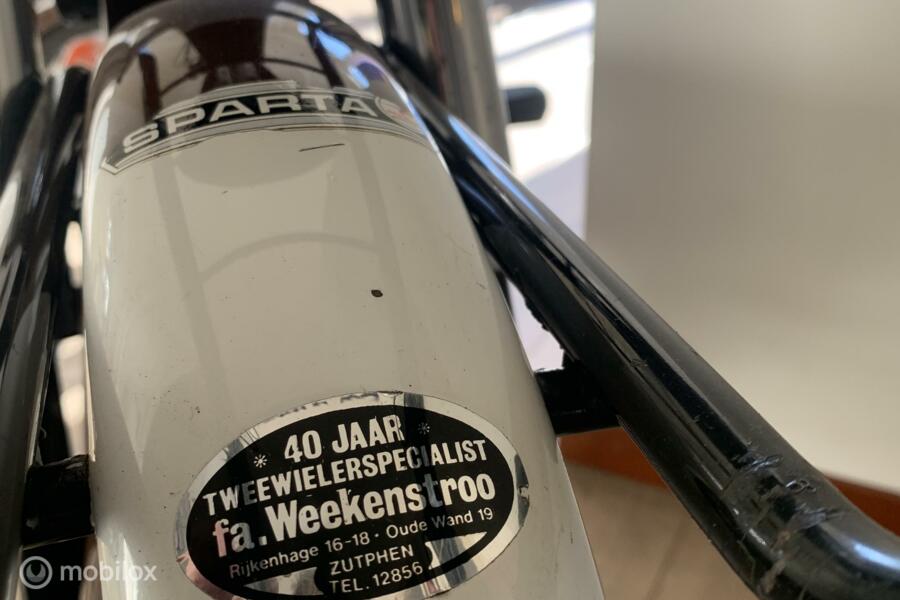 SPARTA
* 40 JAAR *
TWEEWIELERSPECIALIST
fa. Weekenstroo
Rijkenhage 16-18 · Oude Wand 19
ZUTPHEN
TEL. 12856
mobilox